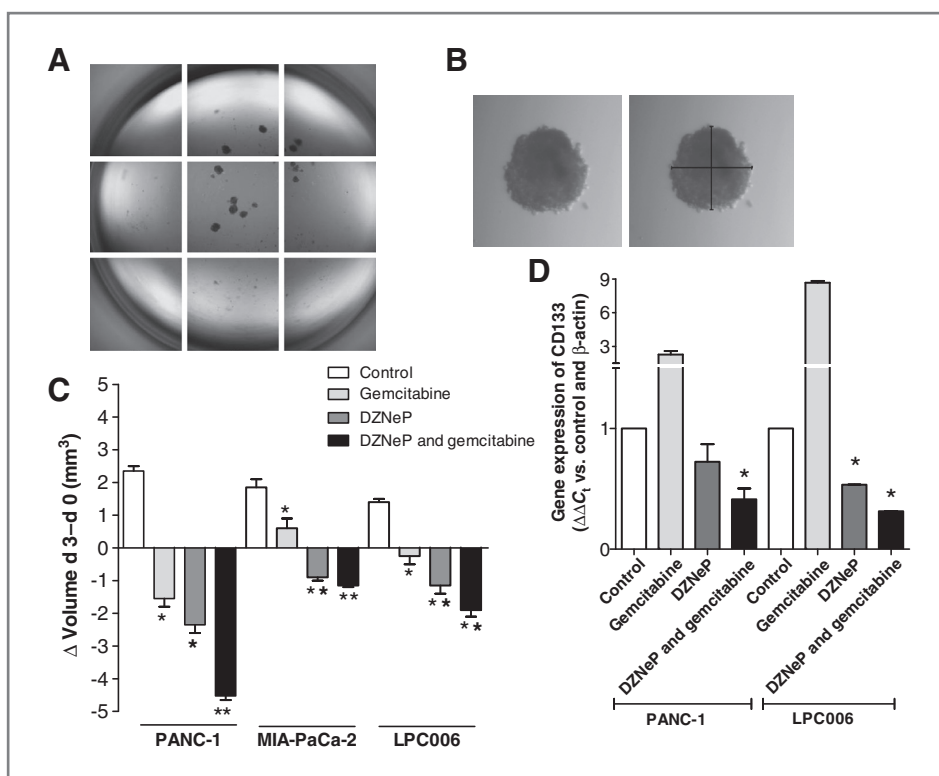 A
B
C
5
4
3
2
1
0
-1
-2
-3
-4
-5
Δ Volume d 3–d 0 (mm³)
Control
Gemcitabine
DZNeP
DZNeP and gemcitabine
*
*
**
*
**
**
*
**
**
PANC-1
MIA-PaCa-2
LPC006
D
9
3
1
0
Gene expression of CD133
(ΔΔCt vs. control and β-actin)
*
*
*
Control
Gemcitabine
DZNeP
DZNeP and gemcitabine
Control
Gemcitabine
DZNeP
DZNeP and gemcitabine
PANC-1
LPC006